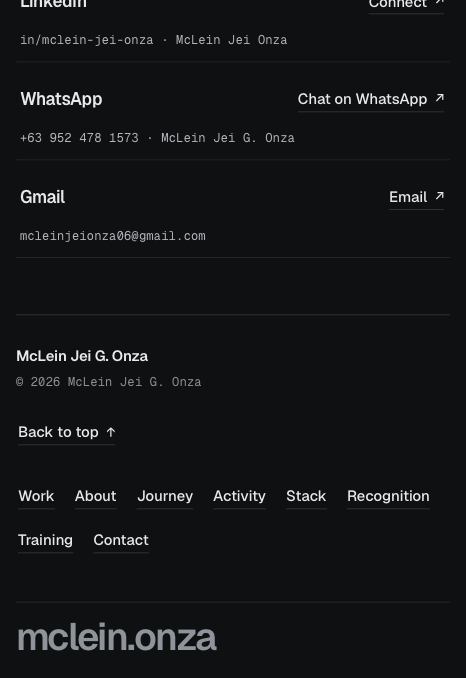 LinkedIn
Connect ↗
in/mclein-jei-onza · McLein Jei Onza
WhatsApp
Chat on WhatsApp ↗
+63 952 478 1573 · McLein Jei G. Onza
Gmail
Email ↗
mcleinjeionza06@gmail.com
McLein Jei G. Onza
© 2026 McLein Jei G. Onza
Back to top ↑
Work About Journey Activity Stack Recognition
Training Contact
mclein.onza